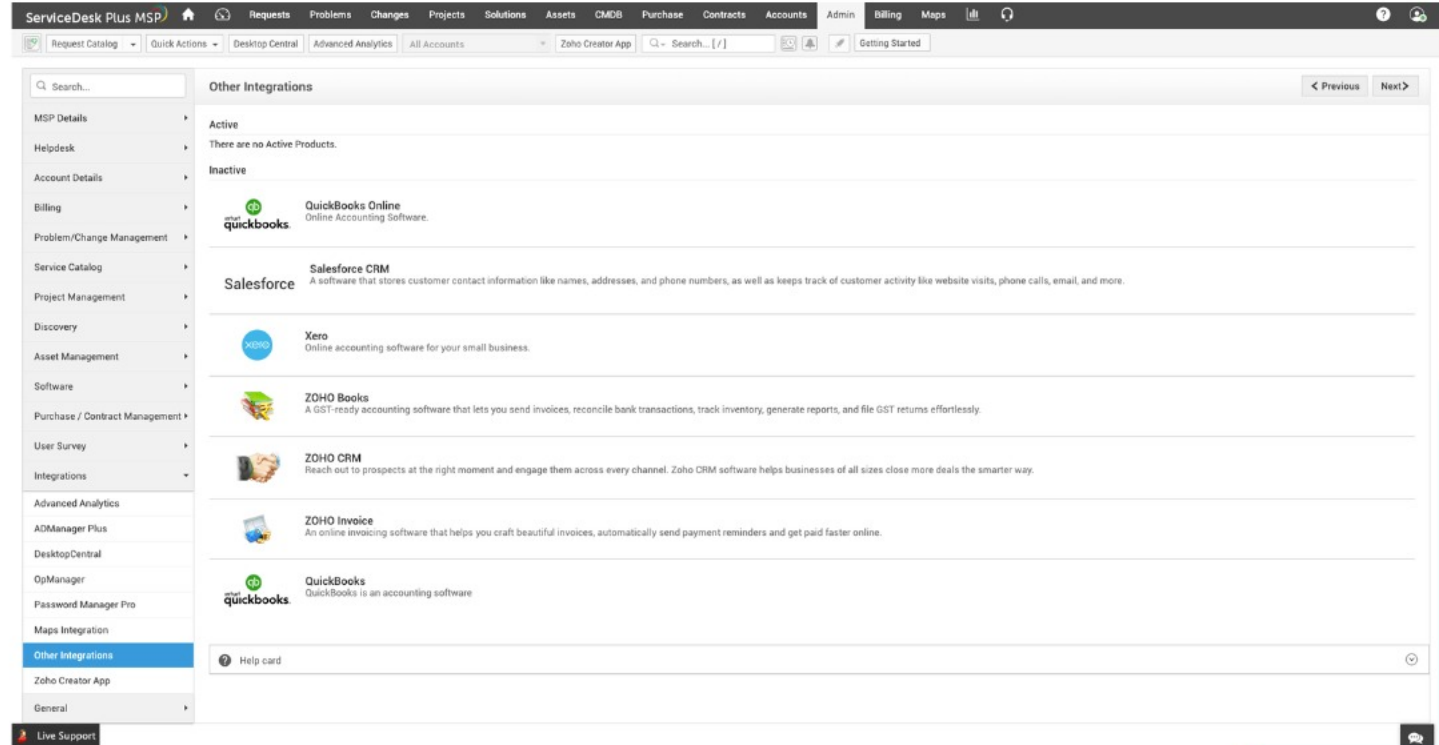 ServiceDesk Plus MSP Requests Problems Changes Projects Solutions Assets CMDB Purchase Contracts Accounts Admin Billing Maps
Request Catalog Quick Actions Desktop Central Advanced Analytics All Accounts Zoho Creator App Search... [ / ] Getting Started
Search...
Other Integrations
Previous Next
MSP Details
Helpdesk
Account Details
Billing
Problem/Change Management
Service Catalog
Project Management
Discovery
Asset Management
Software
Purchase / Contract Management
User Survey
Integrations
Advanced Analytics
ADManager Plus
DesktopCentral
OpManager
Password Manager Pro
Maps Integration
Other Integrations
Zoho Creator App
General
Active
There are no Active Products.
Inactive
qb
intuit
quickbooks.
QuickBooks Online
Online Accounting Software.
Salesforce
Salesforce CRM
A software that stores customer contact information like names, addresses, and phone numbers, as well as keeps track of customer activity like website visits, phone calls, email, and more.
xero
Xero
Online accounting software for your small business.
ZOHO Books
A GST-ready accounting software that lets you send invoices, reconcile bank transactions, track inventory, generate reports, and file GST returns effortlessly.
ZOHO CRM
Reach out to prospects at the right moment and engage them across every channel. Zoho CRM software helps businesses of all sizes close more deals the smarter way.
ZOHO Invoice
An online invoicing software that helps you craft beautiful invoices, automatically send payment reminders and get paid faster online.
qb
intuit
quickbooks.
QuickBooks
QuickBooks is an accounting software
Help card
Live Support